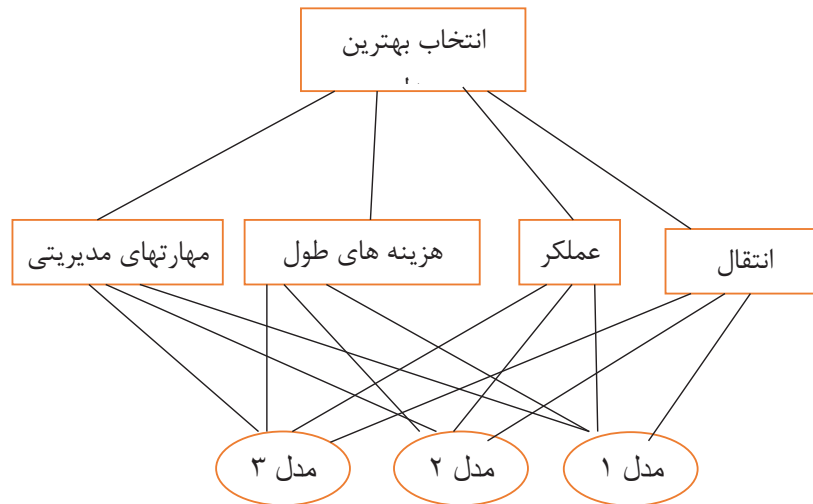 انتخاب بهترین
انتقال
عملکر
هزینه های طول
مهارتهای مدیریتی
مدل ۱
مدل ۲
مدل ۳